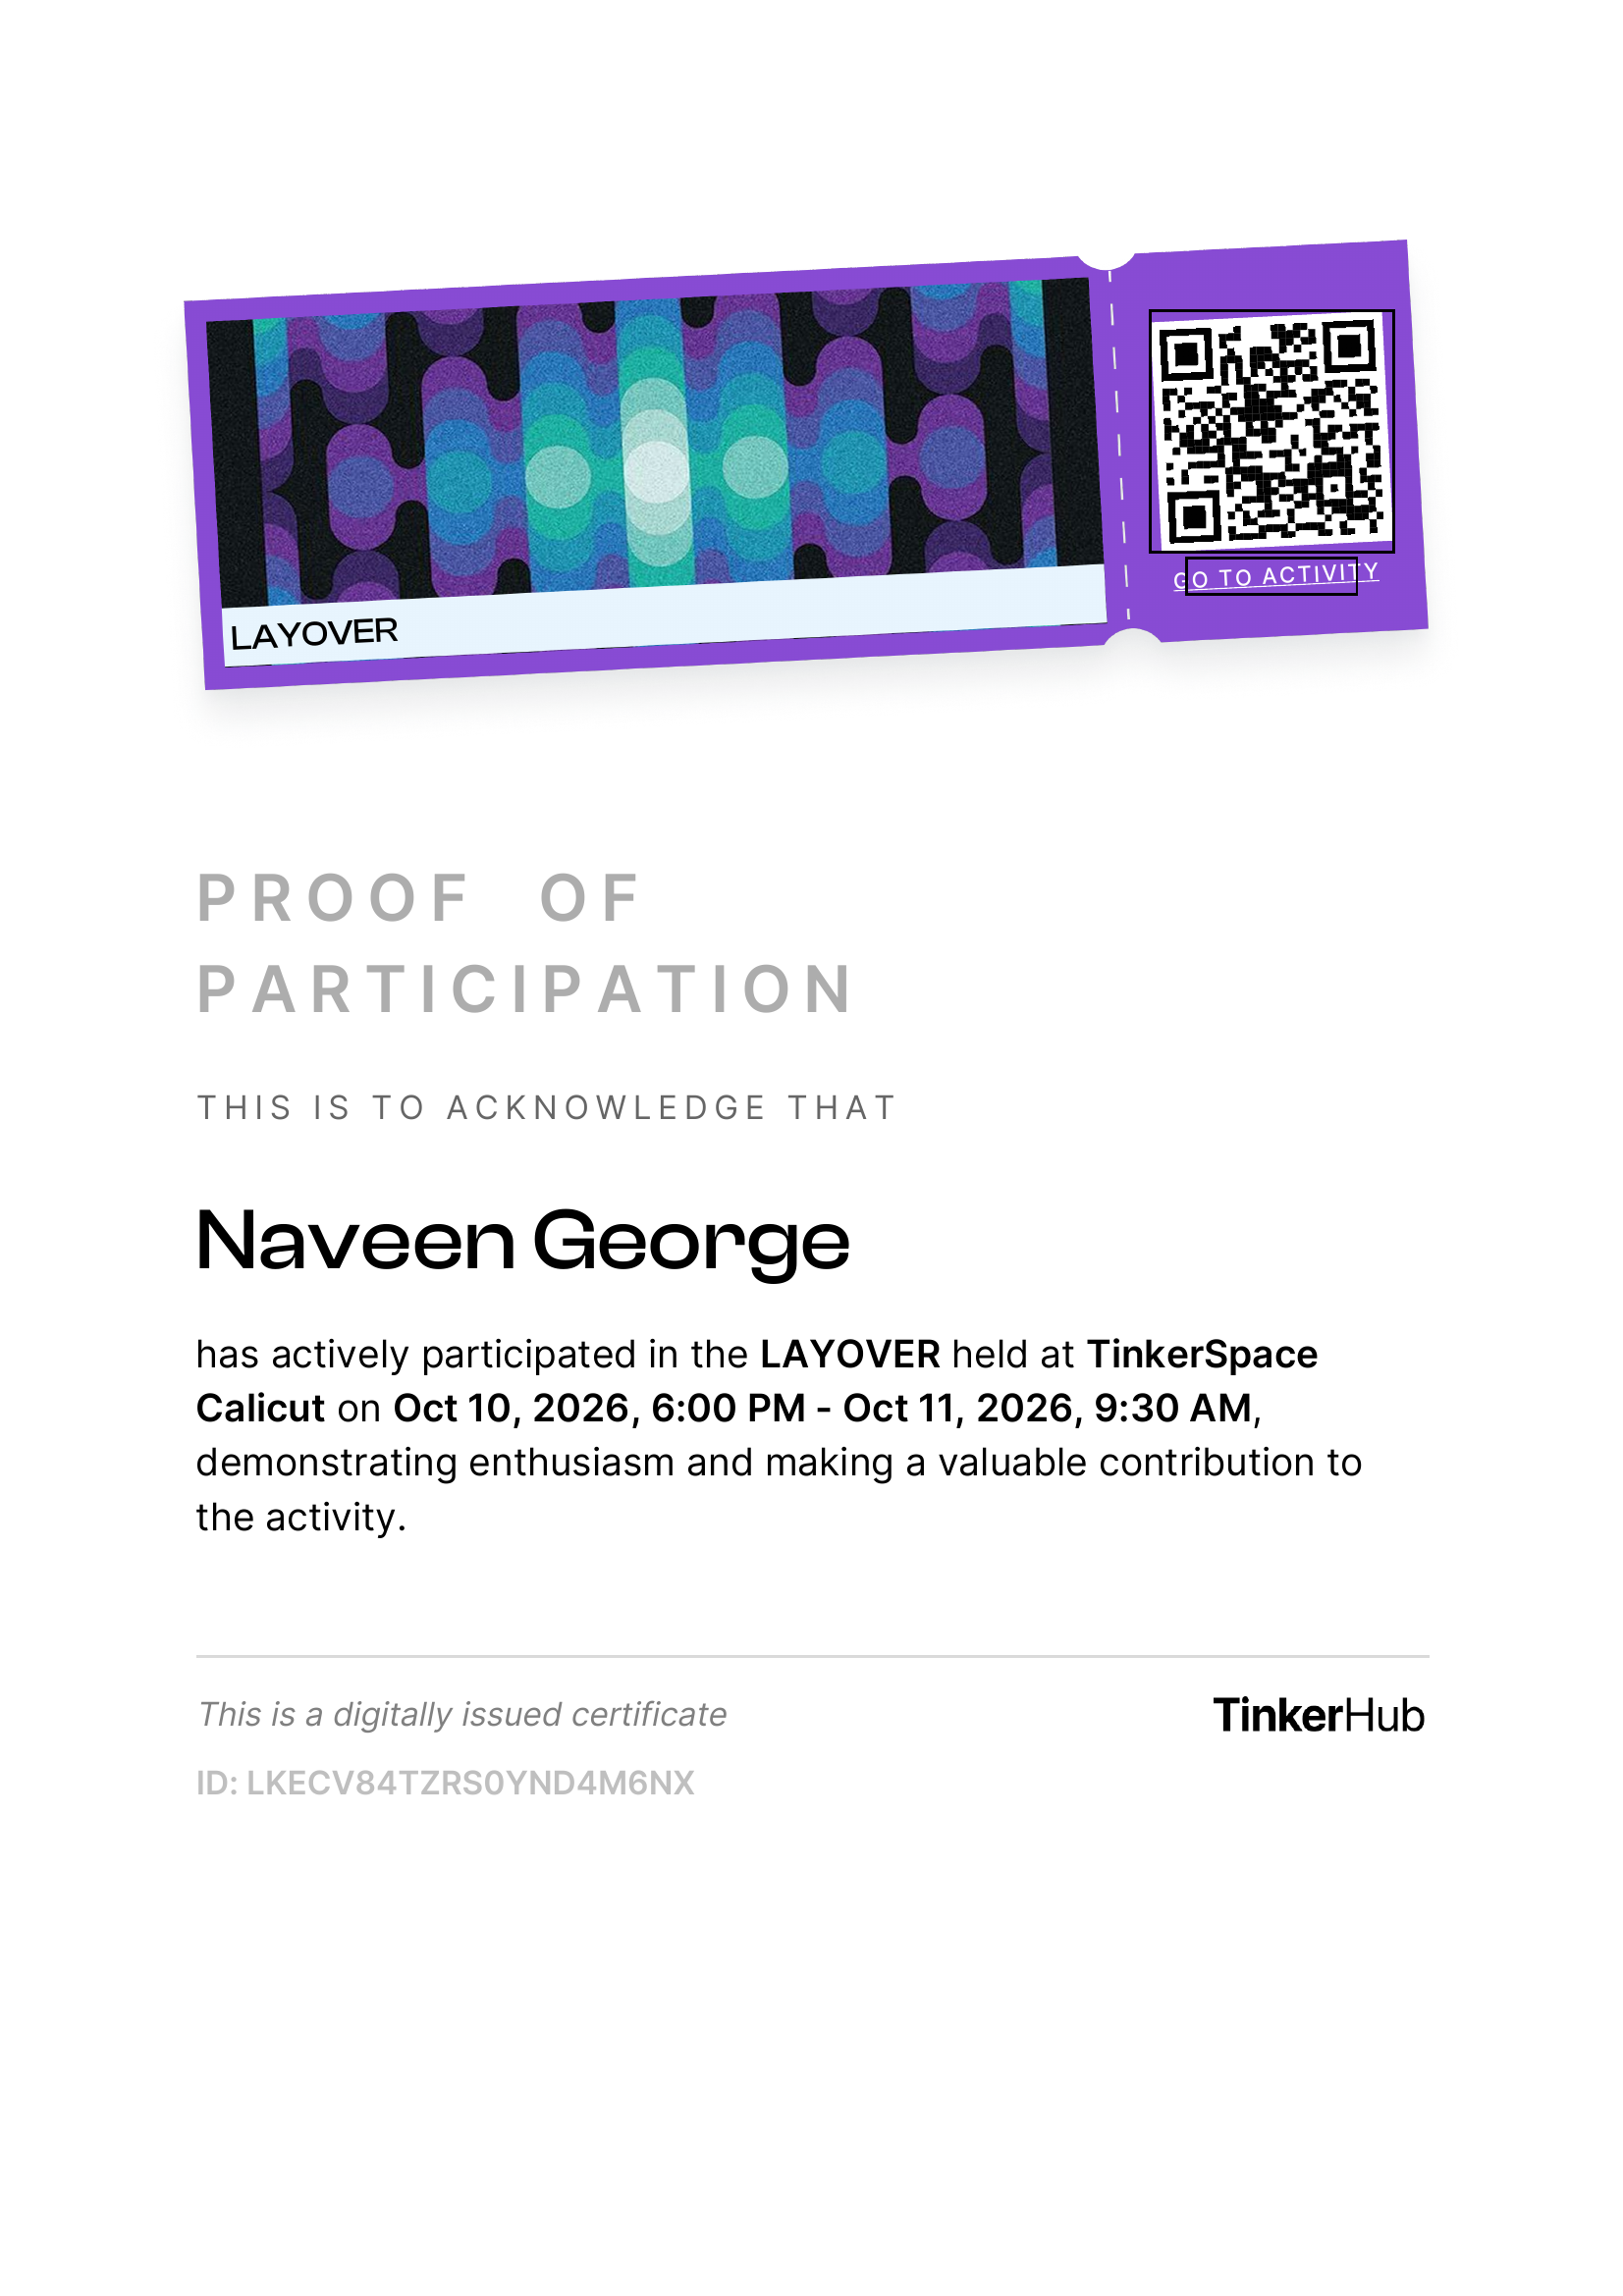 LAYOVER
GO TO ACTIVITY
PROOF OF
PARTICIPATION
THIS IS TO ACKNOWLEDGE THAT
Naveen George
has actively participated in the LAYOVER held at TinkerSpace
Calicut on Oct 10, 2026, 6:00 PM - Oct 11, 2026, 9:30 AM,
demonstrating enthusiasm and making a valuable contribution to
the activity.
This is a digitally issued certificate
TinkerHub
ID: LKECV84TZRS0YND4M6NX